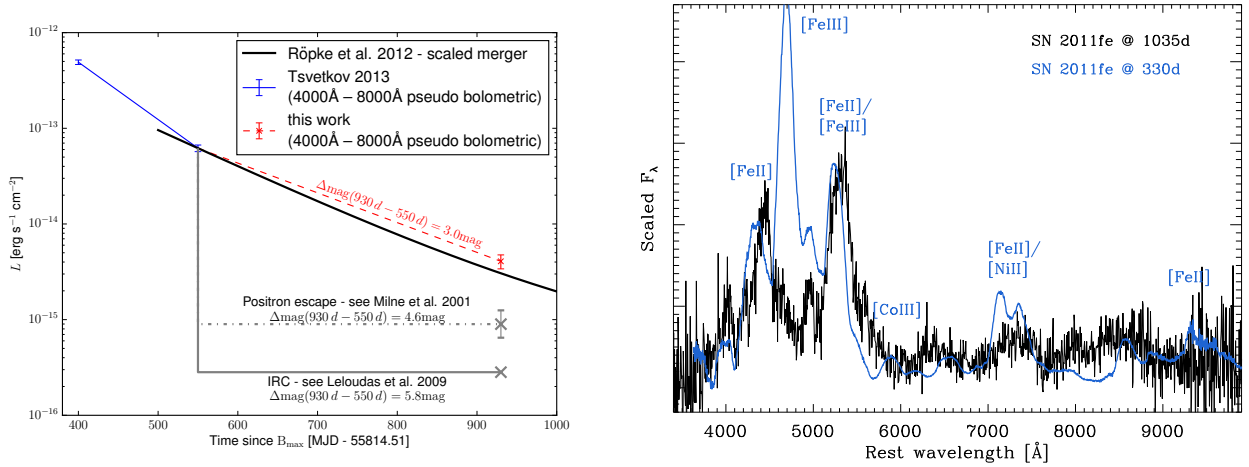 10⁻¹¹
10⁻¹²
10⁻¹³
10⁻¹⁴
10⁻¹⁵
10⁻¹⁶
L [erg s⁻¹ cm⁻²]
Röpke et al. 2012 - scaled merger
Tsvetkov 2013
(4000Å – 8000Å pseudo bolometric)
this work
(4000Å – 8000Å pseudo bolometric)
Δmag(930 d − 550 d) = 3.0mag
Positron escape - see Milne et al. 2001
Δmag(930 d − 550 d) = 4.6mag
IRC - see Leloudas et al. 2009
Δmag(930 d − 550 d) = 5.8mag
400 500 600 700 800 900 1000
Time since Bmax [MJD - 55814.51]
Scaled Fλ
[FeIII]
SN 2011fe @ 1035d
SN 2011fe @ 330d
[FeII]/
[FeIII]
[FeII]
[FeII]/
[NiII]
[FeII]
[CoIII]
4000 5000 6000 7000 8000 9000
Rest wavelength [Å]